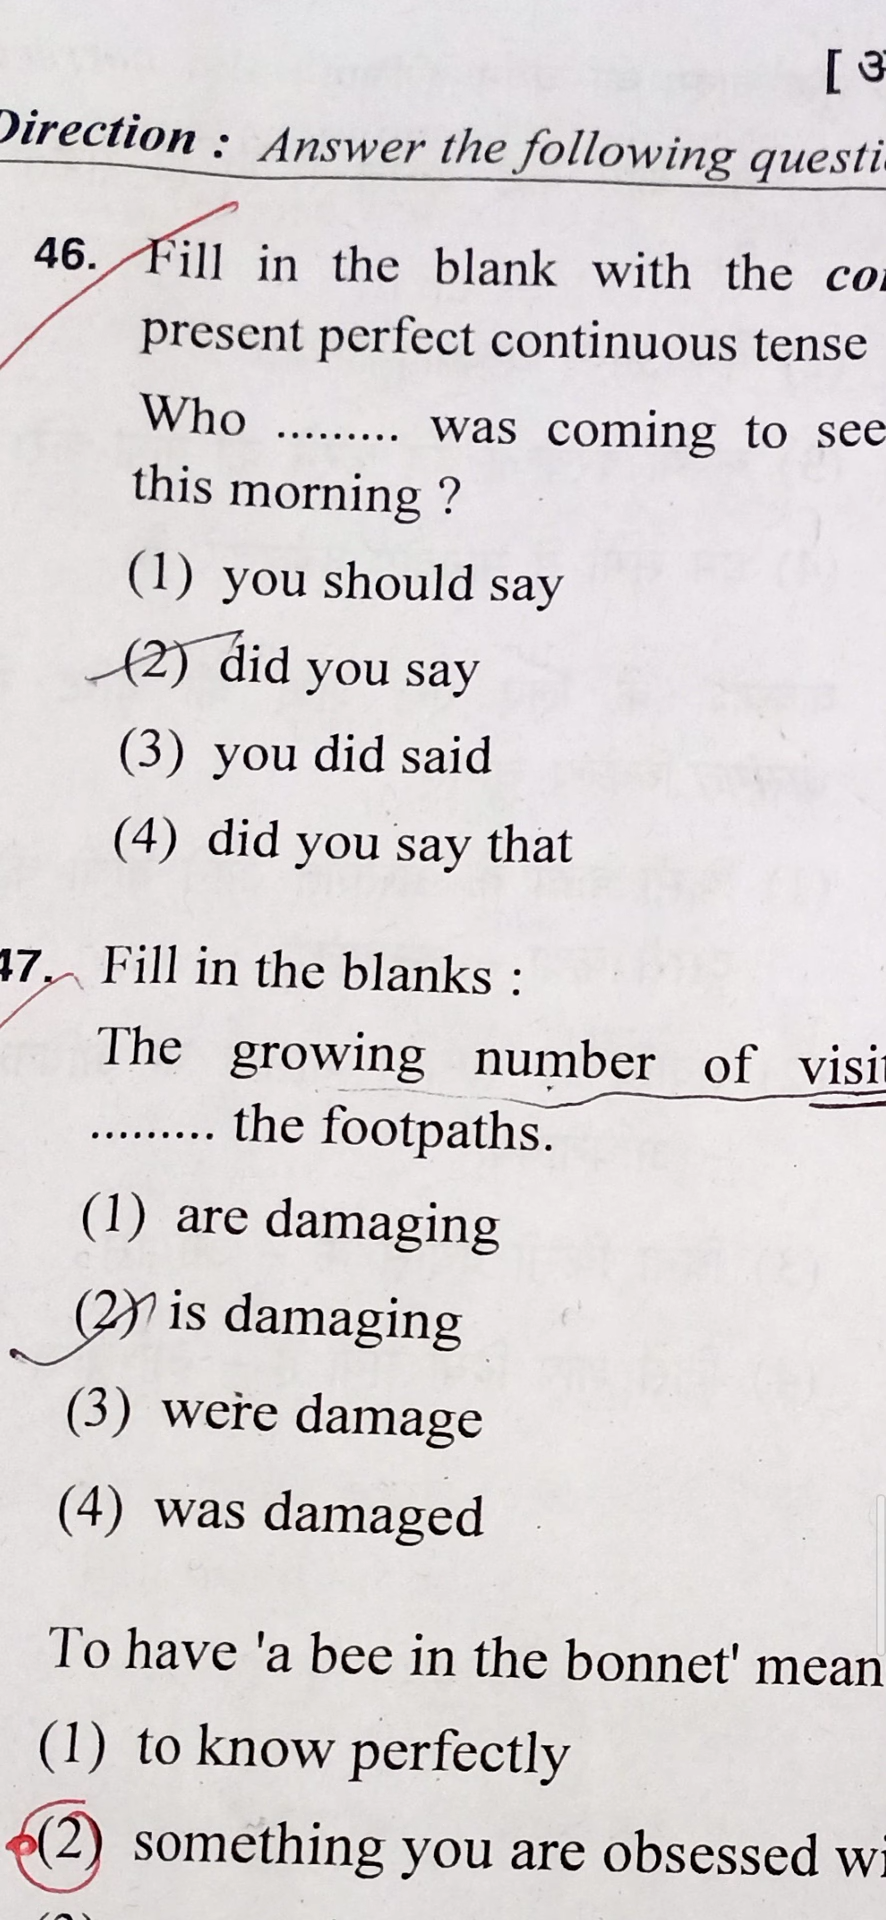 [ अ
Direction : Answer the following questi
46. Fill in the blank with the
present perfect continuous tense
Who ......... was coming to see
this morning ?
(1) you should say
(2) did you say
(3) you did said
(4) did you say that
47. Fill in the blanks :
The growing number of visit
......... the footpaths.
(1) are damaging
(2) is damaging
(3) were damage
(4) was damaged
To have 'a bee in the bonnet' mean
(1) to know perfectly
(2) something you are obsessed wi